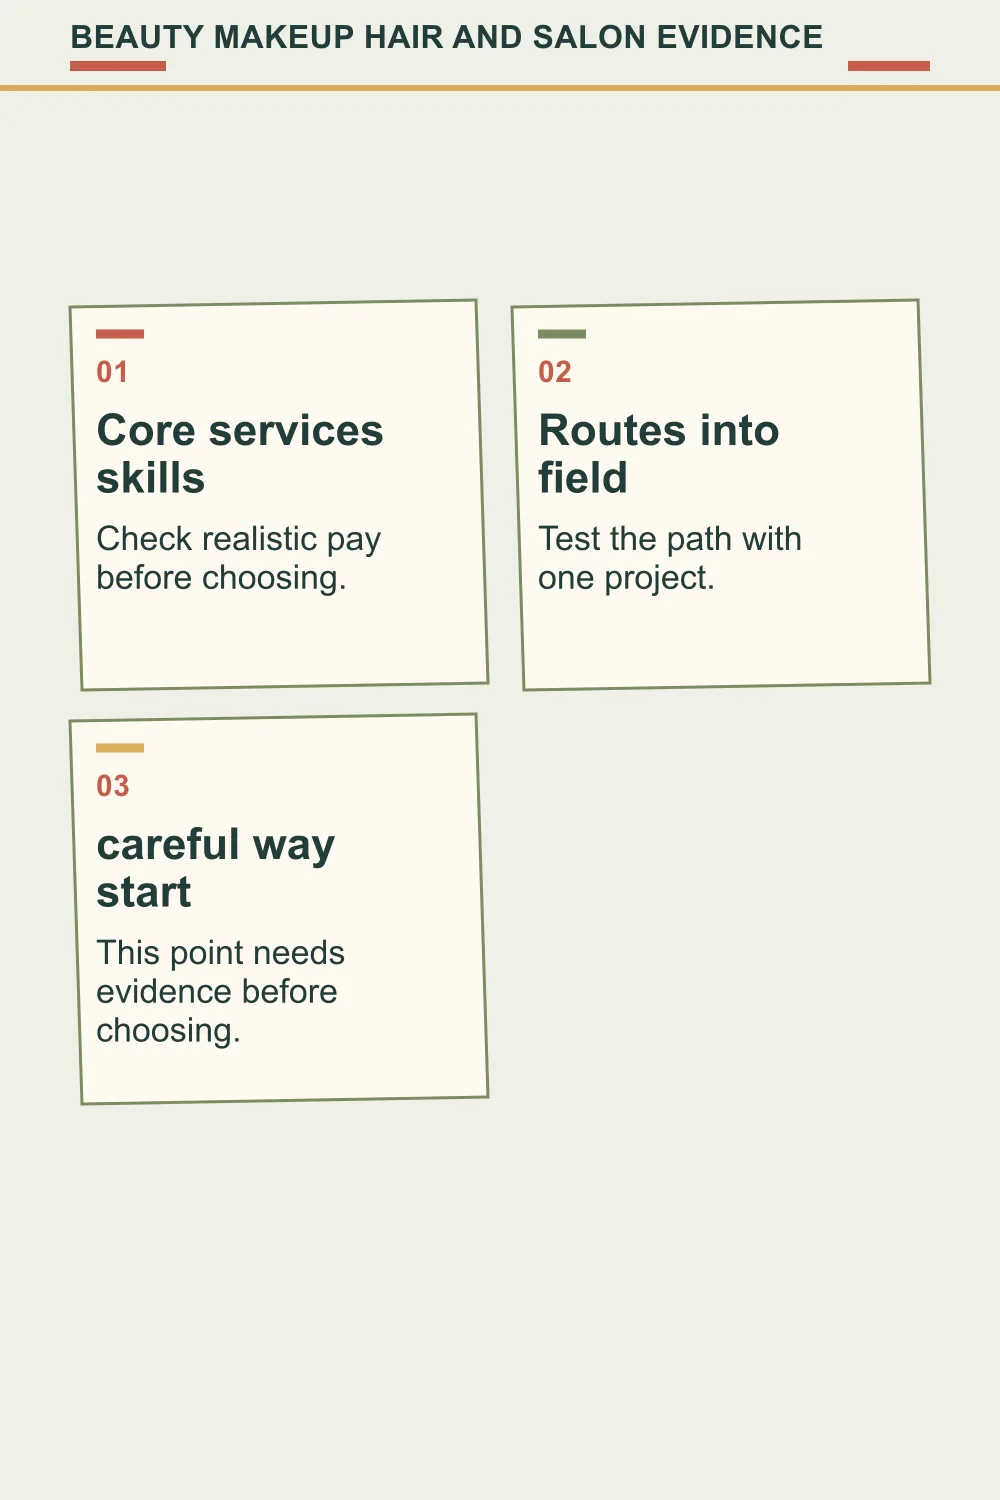 BEAUTY MAKEUP HAIR AND SALON EVIDENCE
01
Core services
skills
Check realistic pay
before choosing.
02
Routes into
field
Test the path with
one project.
03
careful way
start
This point needs
evidence before
choosing.